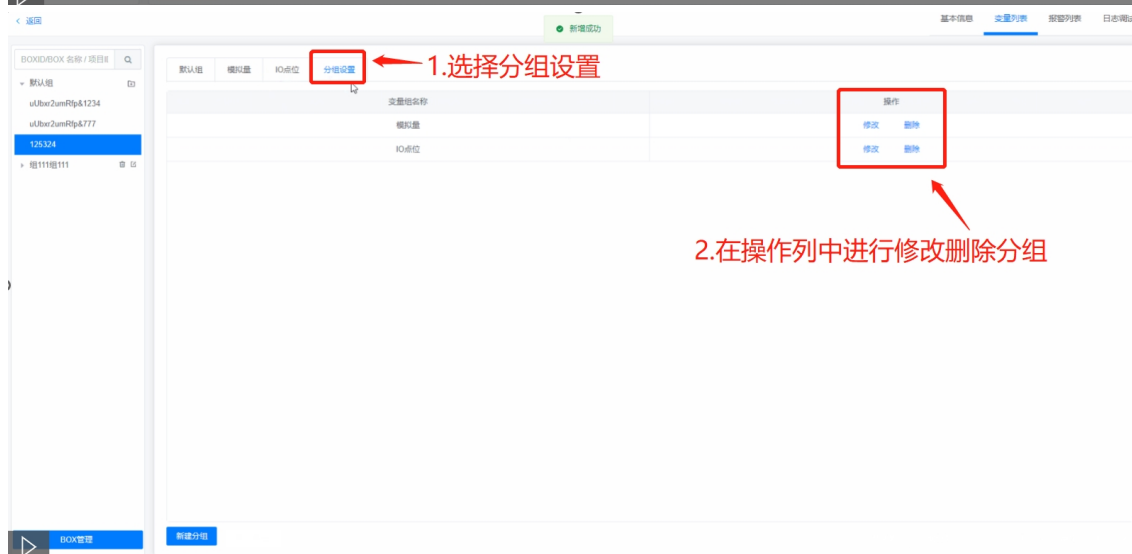 < 返回
新增成功
基本信息 变量列表 报警列表 日志调试
BOXID/BOX 名称 / 项目
默认组
uUbxr2umRfp&1234
uUbxr2umRfp&777
125324
组111组111
默认组 模拟量 IO点位 分组设置
1.选择分组设置
变量组名称 操作
模拟量 修改 删除
IO点位 修改 删除
2.在操作列中进行修改删除分组
BOX管理
新建分组